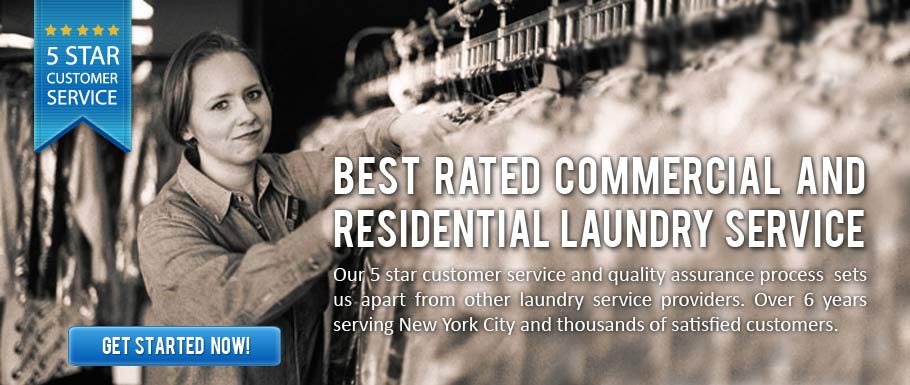 5 STAR
CUSTOMER
SERVICE
BEST RATED COMMERCIAL AND
RESIDENTIAL LAUNDRY SERVICE
Our 5 star customer service and quality assurance process sets
us apart from other laundry service providers. Over 6 years
serving New York City and thousands of satisfied customers.
GET STARTED NOW!